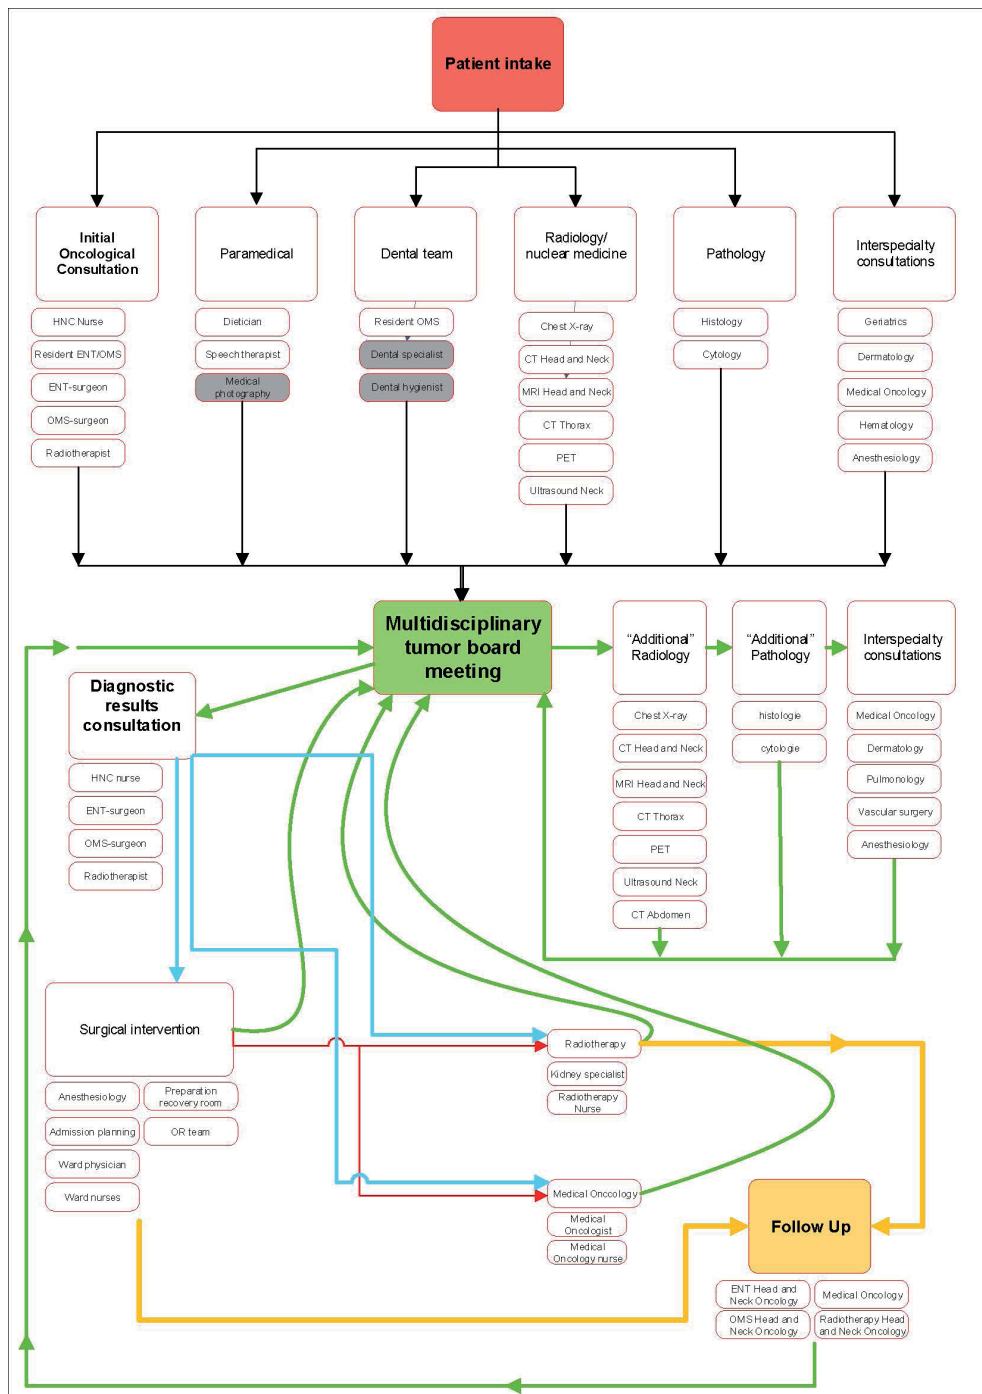 Patient intake
Initial
Oncological
Consultation
HNC Nurse
Resident ENT/OMS
ENT-surgeon
OMS-surgeon
Radiotherapist
Paramedical
Dietician
Speech therapist
Medical
photography
Dental team
Resident OMS
Dental specialist
Dental hygienist
Radiology/
nuclear medicine
Chest X-ray
CT Head and Neck
MRI Head and Neck
CT Thorax
PET
Ultrasound Neck
Pathology
Histology
Cytology
Interspecialty
consultations
Geriatrics
Dermatology
Medical Oncology
Hematology
Anesthesiology
Multidisciplinary
tumor board
meeting
"Additional"
Radiology
Chest X-ray
CT Head and Neck
MRI Head and Neck
CT Thorax
PET
Ultrasound Neck
CT Abdomen
"Additional"
Pathology
histologie
cytologie
Interspecialty
consultations
Medical Oncology
Dermatology
Pulmonology
Vascular surgery
Anesthesiology
Diagnostic
results
consultation
HNC nurse
ENT-surgeon
OMS-surgeon
Radiotherapist
Surgical intervention
Anesthesiology
Preparation
recovery room
Admission planning
OR team
Ward physician
Ward nurses
Radiotherapy
Kidney specialist
Radiotherapy
Nurse
Medical Onccology
Medical
Oncologist
Medical
Oncology nurse
Follow Up
ENT Head and
Neck Oncology
Medical Oncology
OMS Head and
Neck Oncology
Radiotherapy Head
and Neck Oncology